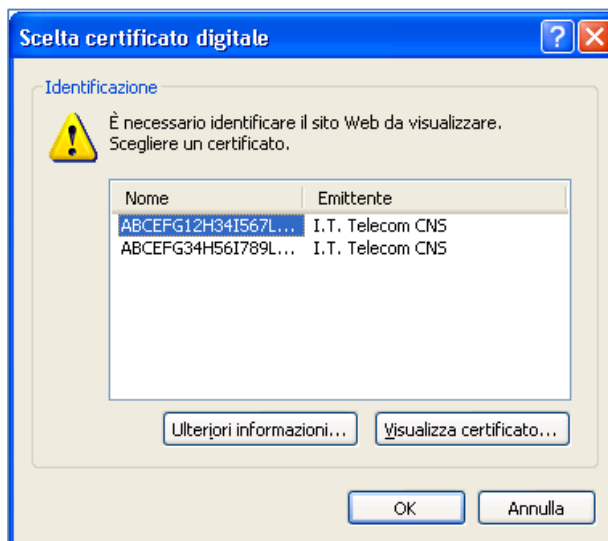 Scelta certificato digitale
Identificazione
È necessario identificare il sito Web da visualizzare.
Scegliere un certificato.
Nome Emittente
ABCEFG12H34I567L... I.T. Telecom CNS
ABCEFG34H56I789L... I.T. Telecom CNS
Ulteriori informazioni... Visualizza certificato...
OK Annulla